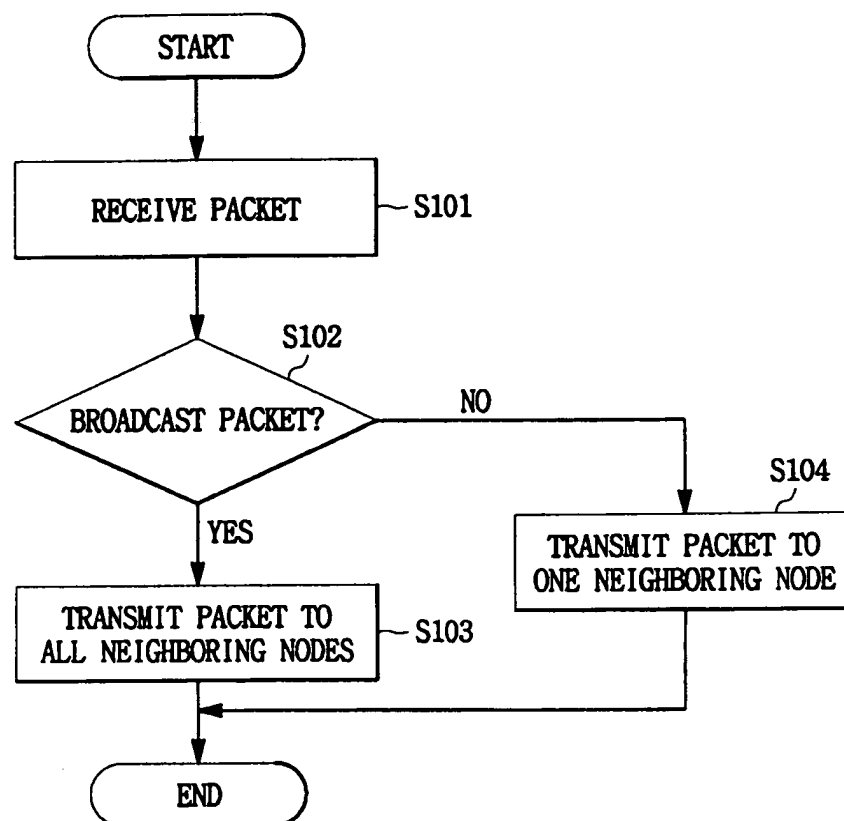 START
RECEIVE PACKET
S101
S102
BROADCAST PACKET?
NO
YES
S104
TRANSMIT PACKET TO
ONE NEIGHBORING NODE
TRANSMIT PACKET TO
ALL NEIGHBORING NODES
S103
END